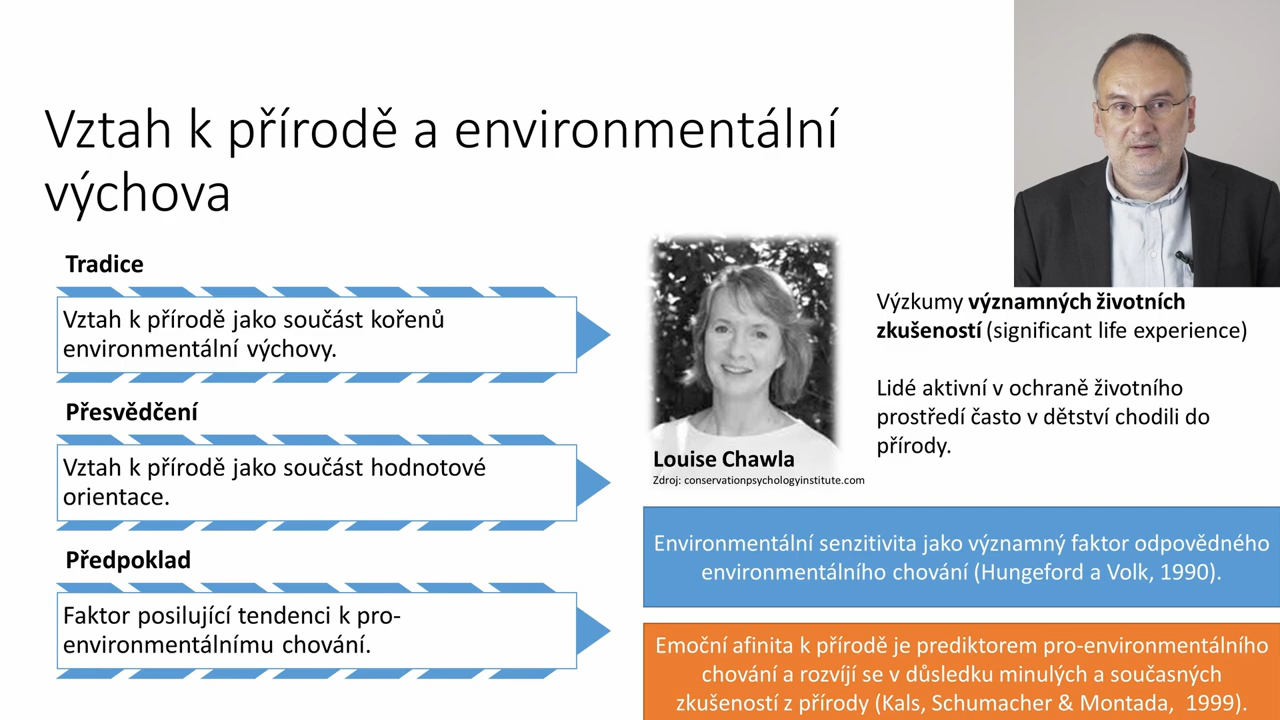 Vztah k přírodě a environmentální
výchova
Tradice
Vztah k přírodě jako součást kořenů
environmentální výchovy.
Přesvědčení
Vztah k přírodě jako součást hodnotové
orientace.
Předpoklad
Faktor posilující tendenci k pro-
environmentálnímu chování.
Louise Chawla
Zdroj: conservationpsychologyinstitute.com
Výzkumy významných životních
zkušeností (significant life experience)
Lidé aktivní v ochraně životního
prostředí často v dětství chodili do
přírody.
Environmentální senzitivita jako významný faktor odpovědného
environmentálního chování (Hungeford a Volk, 1990).
Emoční afinita k přírodě je prediktorem pro-environmentálního
chování a rozvíjí se v důsledku minulých a současných
zkušeností z přírody (Kals, Schumacher & Montada, 1999).